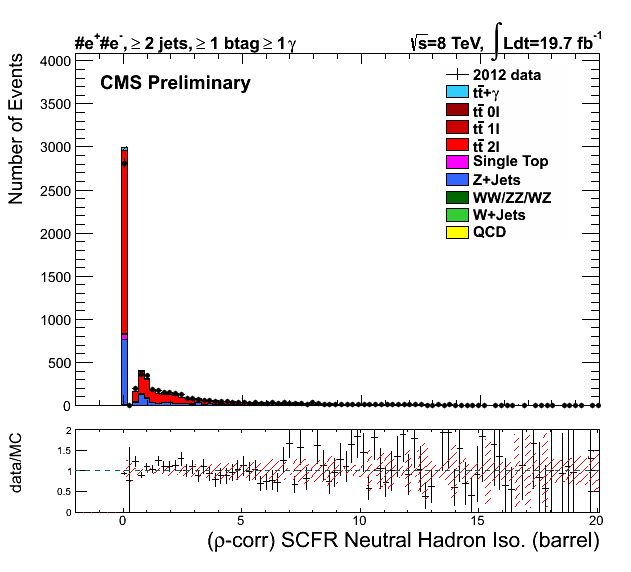 #e⁺#e⁻, ≥ 2 jets, ≥ 1 btag ≥ 1 γ
√s=8 TeV, ∫ Ldt=19.7 fb⁻¹
CMS Preliminary
Number of Events
4000
3500
3000
2500
2000
1500
1000
500
0
2012 data
tt̄+γ
tt̄ 0l
tt̄ 1l
tt̄ 2l
Single Top
Z+Jets
WW/ZZ/WZ
W+Jets
QCD
data/MC
2
1.5
1
0.5
0
0 5 10 15 20
(ρ-corr) SCFR Neutral Hadron Iso. (barrel)